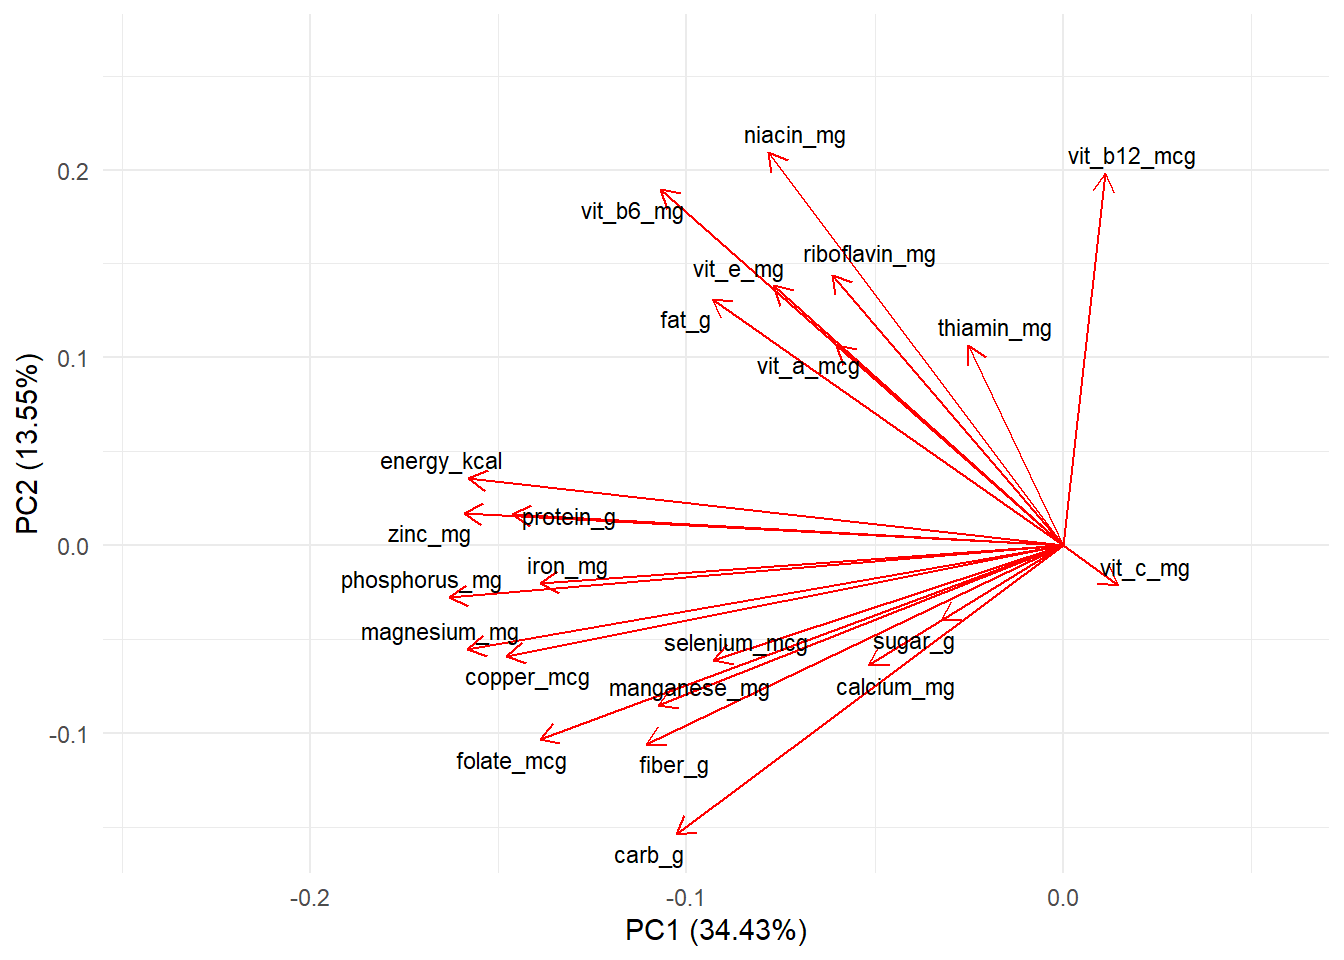 niacin_mg
vit_b12_mcg
0.2
vit_b6_mg
riboflavin_mg
vit_e_mg
fat_g
thiamin_mg
0.1
vit_a_mcg
energy_kcal
protein_g
zinc_mg
0.0
iron_mg
vit_c_mg
phosphorus_mg
magnesium_mg
selenium_mcg
sugar_g
copper_mcg
manganese_mg
calcium_mg
-0.1
folate_mcg
fiber_g
carb_g
PC2 (13.55%)
-0.2
-0.1
0.0
PC1 (34.43%)